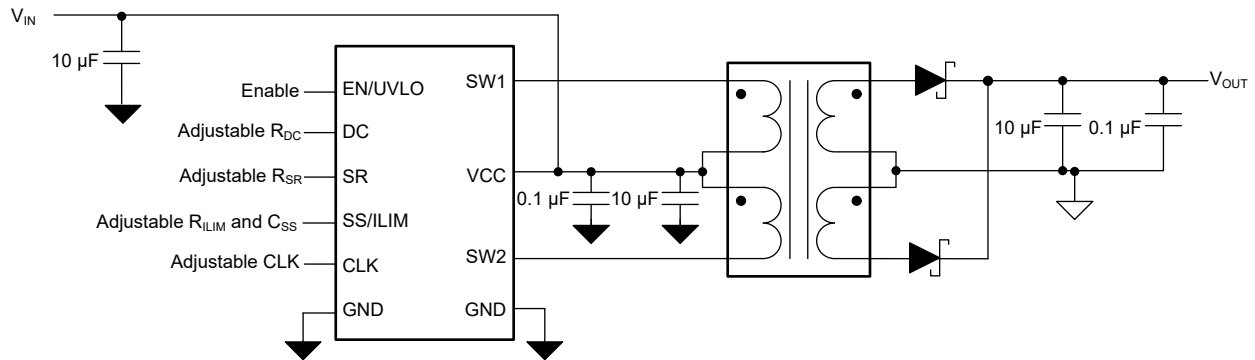 V_IN
10 µF
Enable
Adjustable R_DC
Adjustable R_SR
Adjustable R_ILIM and C_SS
Adjustable CLK
EN/UVLO
DC
SR
SS/ILIM
CLK
GND
SW1
VCC
SW2
GND
0.1 µF
10 µF
10 µF
0.1 µF
V_OUT